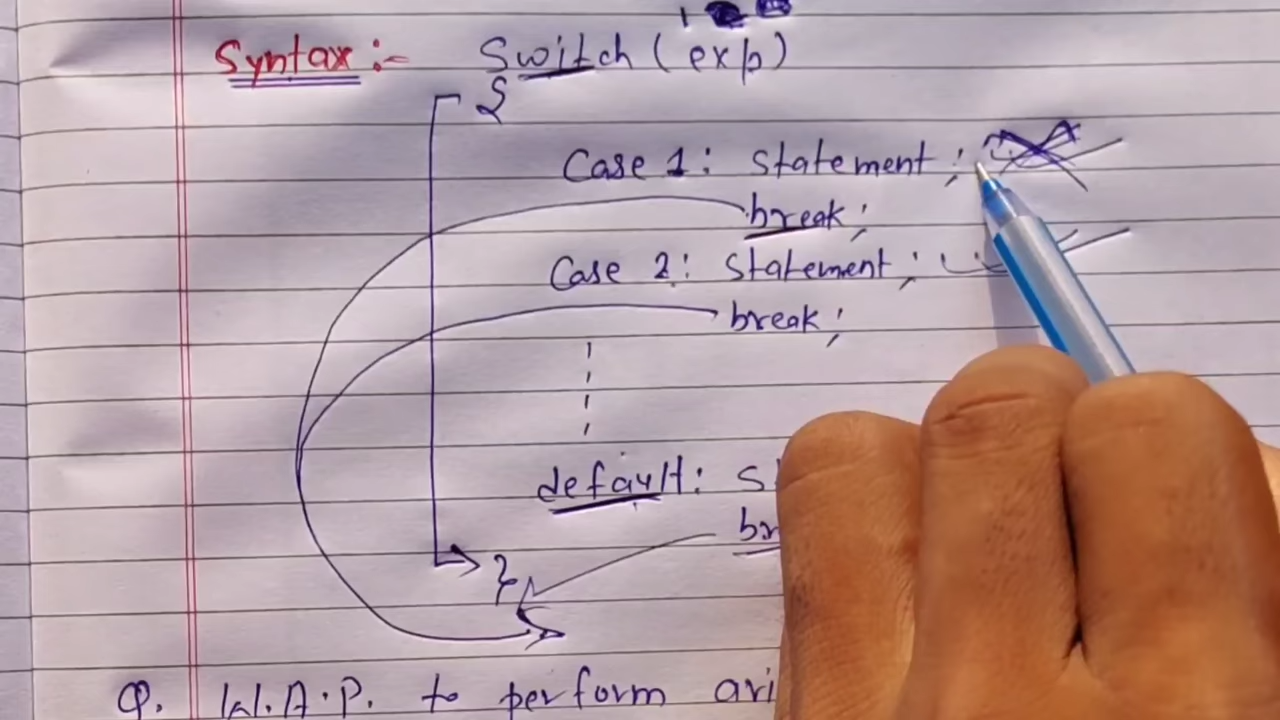 Syntax :- Switch (exp)
{
Case 1: Statement ;
break;
Case 2: Statement ;
break;
default:
}
Q. W.A.P. to perform